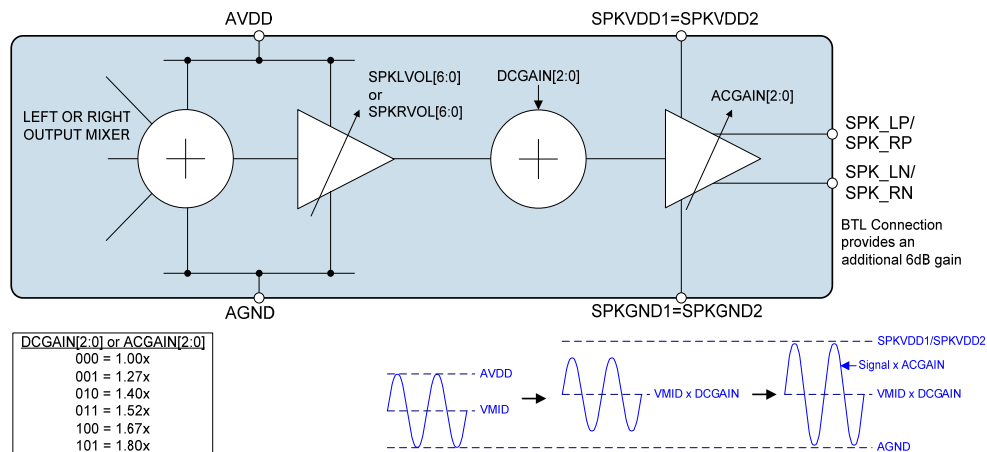 AVDD
SPKVDD1=SPKVDD2
LEFT OR RIGHT
OUTPUT MIXER
SPKLVOL[6:0]
or
SPKRVOL[6:0]
DCGAIN[2:0]
ACGAIN[2:0]
SPK_LP/
SPK_RP
SPK_LN/
SPK_RN
BTL Connection
provides an
additional 6dB gain
AGND
SPKGND1=SPKGND2
DCGAIN[2:0] or ACGAIN[2:0]
000 = 1.00x
001 = 1.27x
010 = 1.40x
011 = 1.52x
100 = 1.67x
101 = 1.80x
AVDD
VMID
VMID x DCGAIN
SPKVDD1/SPKVDD2
Signal x ACGAIN
VMID x DCGAIN
AGND